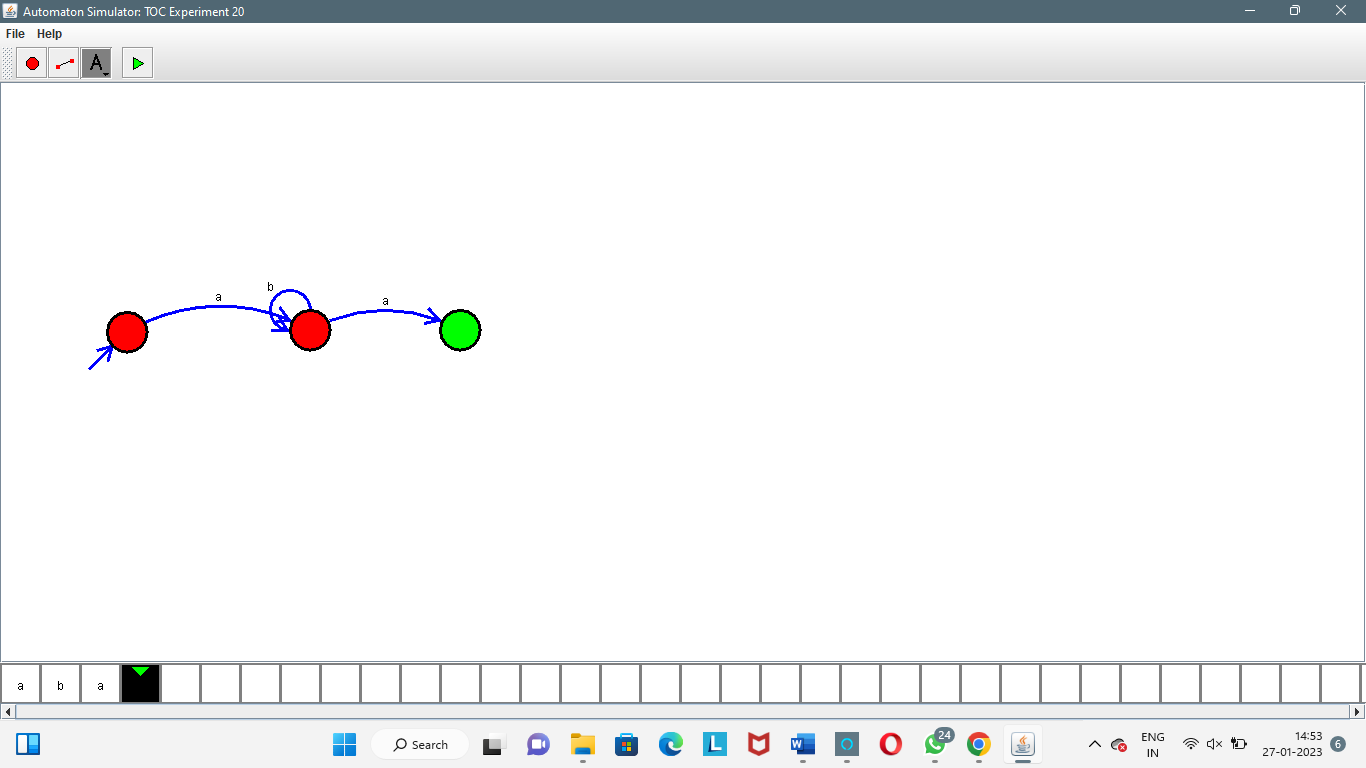 Automaton Simulator: TOC Experiment 20
File Help
A
a
b
a
a b a
Search
L
W
24
ENG
IN
14:53
27-01-2023
6